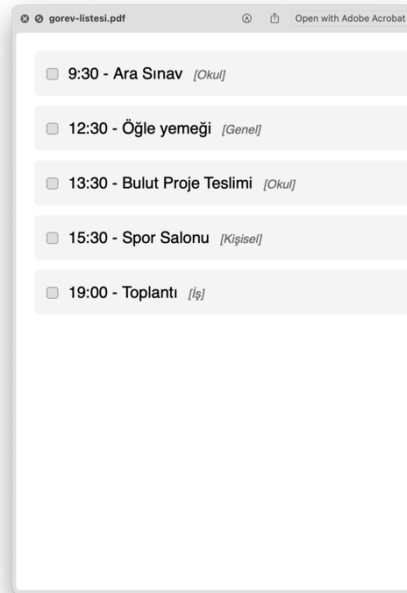 gorev-listesi.pdf
Open with Adobe Acrobat
9:30 - Ara Sınav [Okul]
12:30 - Öğle yemeği [Genel]
13:30 - Bulut Proje Teslimi [Okul]
15:30 - Spor Salonu [Kişisel]
19:00 - Toplantı [İş]